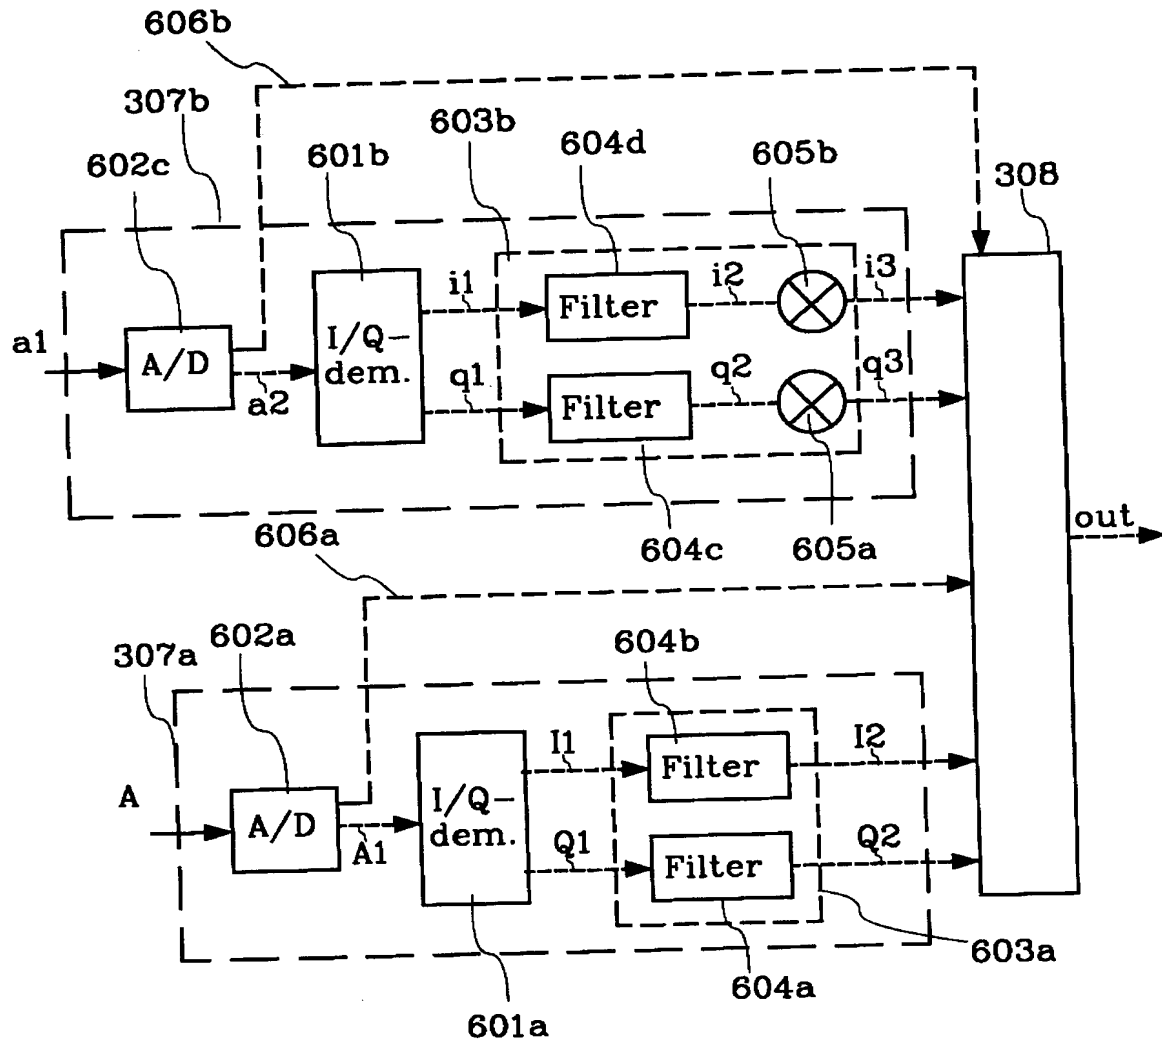 606b
307b
603b
602c
601b
604d
605b
308
i1
i2
i3
Filter
a1
A/D
I/Q-
dem.
a2
q1
q2
q3
Filter
606a
604c
605a
out
307a
602a
604b
I1
I2
Filter
A
A/D
I/Q-
dem.
A1
Q1
Q2
Filter
603a
604a
601a